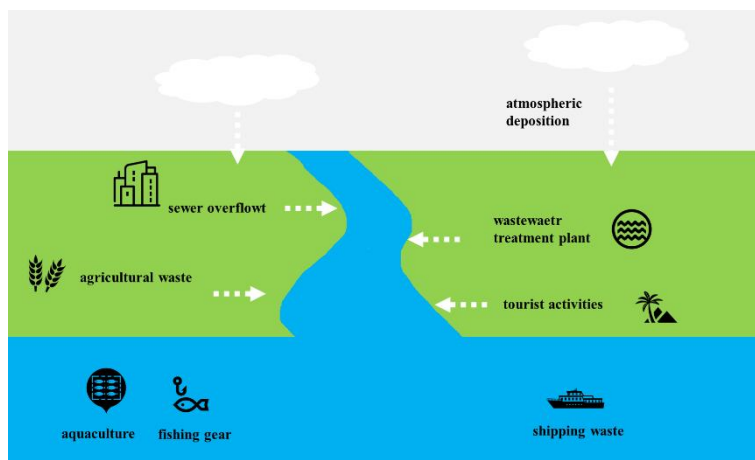 atmospheric
deposition
sewer overflowt
wastewaetr
treatment plant
agricultural waste
tourist activities
aquaculture
fishing gear
shipping waste